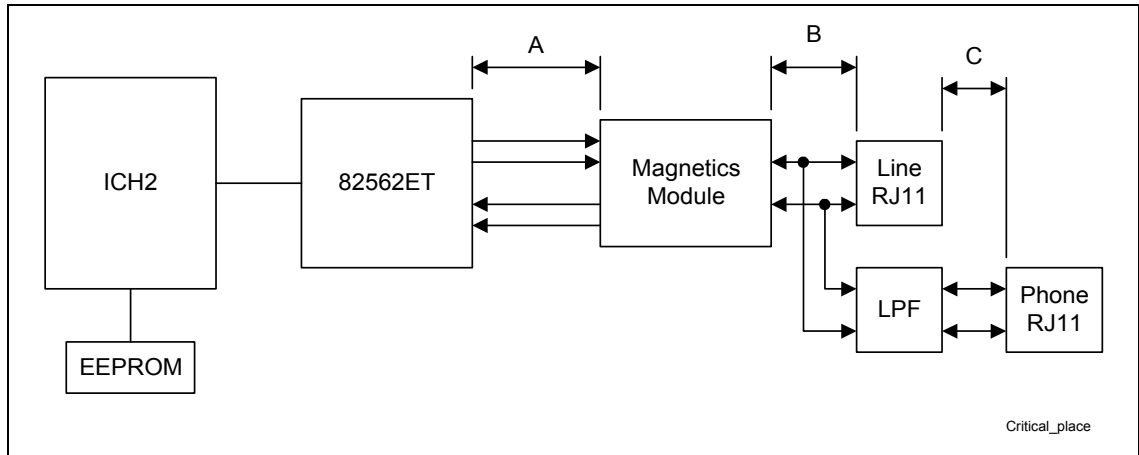 A
B
C
ICH2
82562ET
Magnetics
Module
Line
RJ11
LPF
Phone
RJ11
EEPROM
Critical_place